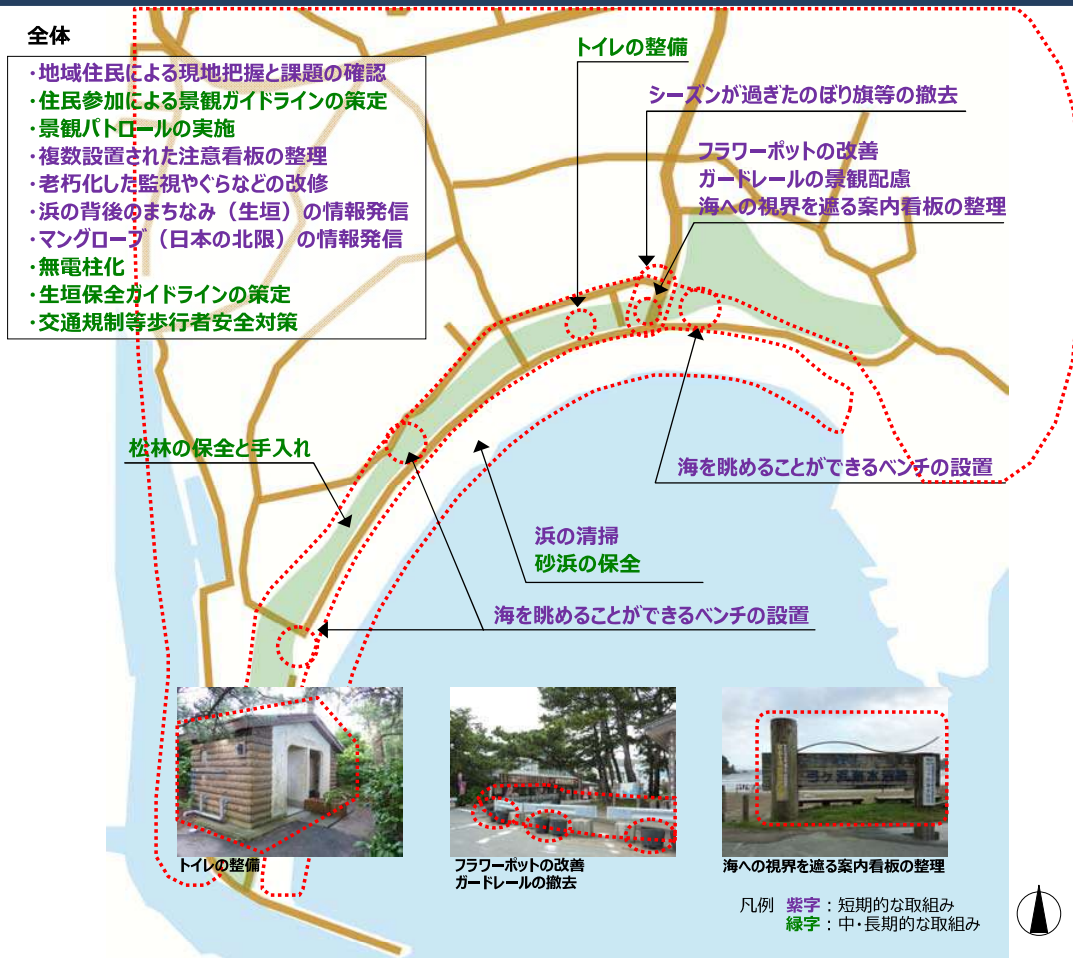 全体
・地域住民による現地把握と課題の確認
・住民参加による景観ガイドラインの策定
・景観パトロールの実施
・複数設置された注意看板の整理
・老朽化した監視やぐらなどの改修
・浜の背後のまちなみ（生垣）の情報発信
・マングローブ（日本の北限）の情報発信
・無電柱化
・生垣保全ガイドラインの策定
・交通規制等歩行者安全対策
トイレの整備
シーズンが過ぎたのぼり旗等の撤去
フラワーポットの改善
ガードレールの景観配慮
海への視界を遮る案内看板の整理
松林の保全と手入れ
海を眺めることができるベンチの設置
浜の清掃
砂浜の保全
海を眺めることができるベンチの設置
トイレの整備
フラワーポットの改善
ガードレールの撤去
海への視界を遮る案内看板の整理
凡例 紫字：短期的な取組み
緑字：中・長期的な取組み